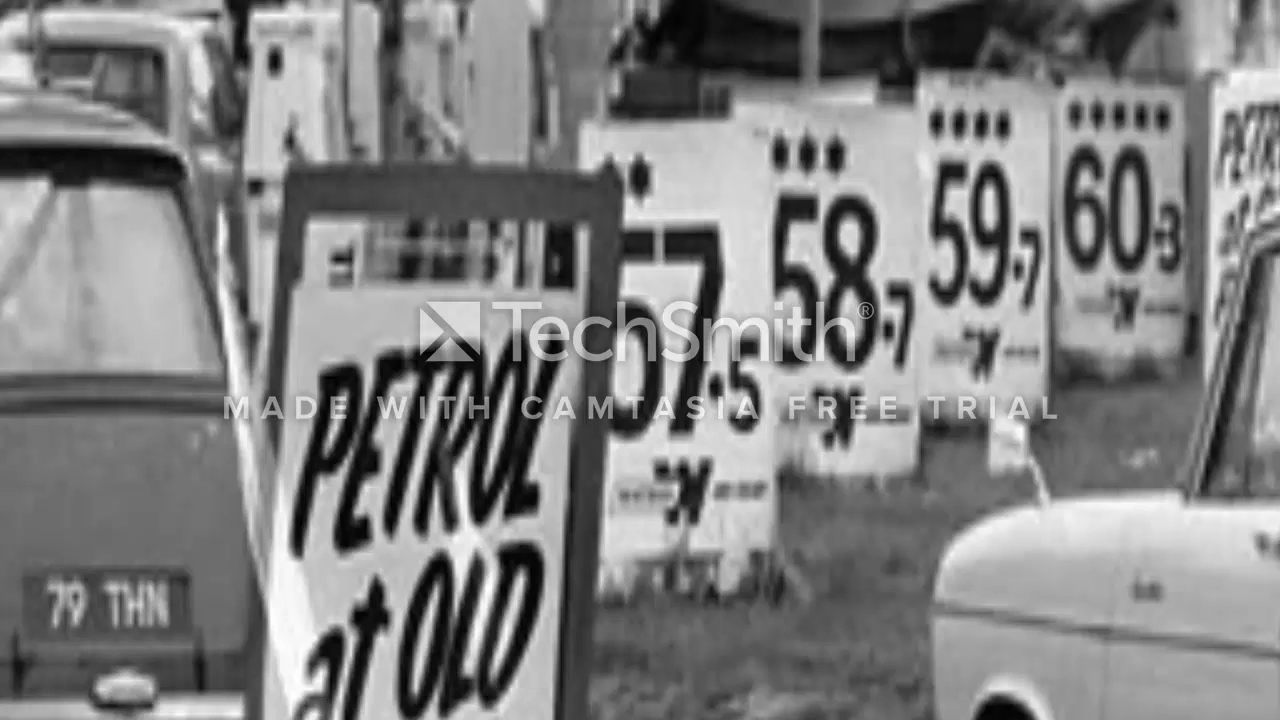 60.3
59.7
58.7
57.5
PETROL
at OLD
79 THN
TechSmith®
MADE WITH CAMTASIA FREE TRIAL